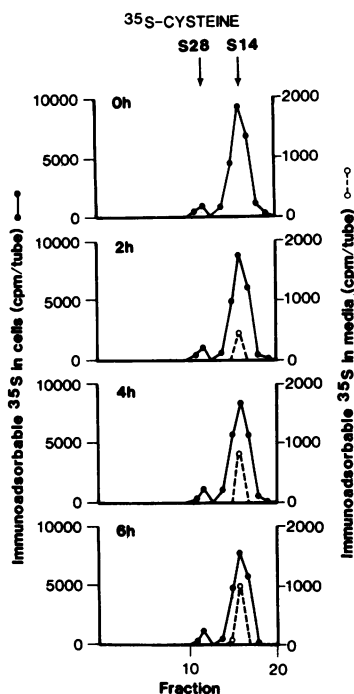 ³⁵S-CYSTEINE
S28 S14
Immunoadsorbable ³⁵S in cells (cpm/tube)
Immunoadsorbable ³⁵S in media (cpm/tube)
0h
10000 2000
5000 1000
0 0
2h
10000 2000
5000 1000
0 0
4h
10000 2000
5000 1000
0 0
6h
10000 2000
5000 1000
0 0
10 20
Fraction